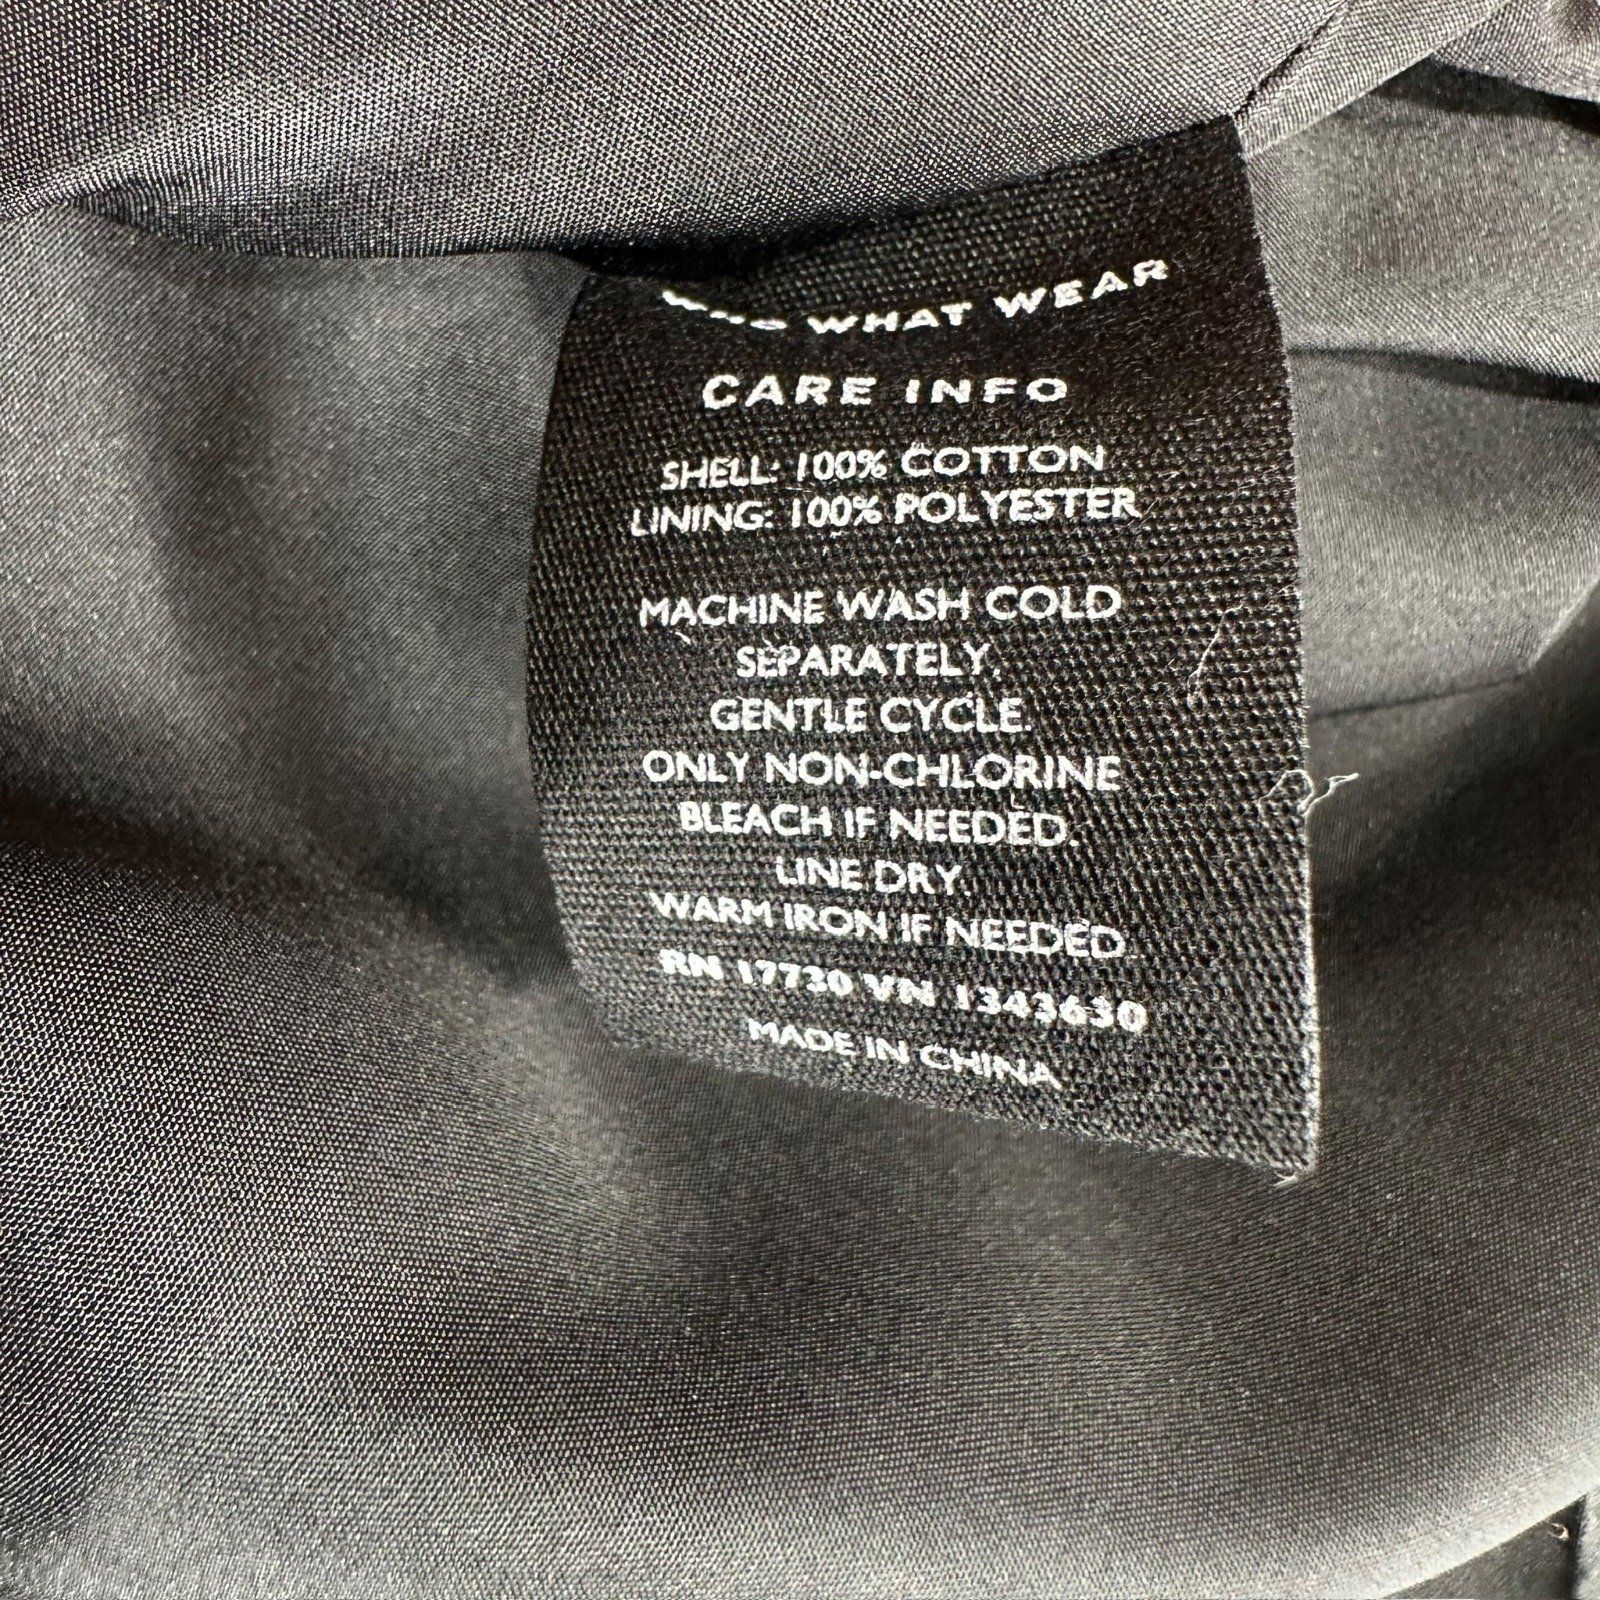 WHO WHAT WEAR
CARE INFO
SHELL: 100% COTTON
LINING: 100% POLYESTER
MACHINE WASH COLD
SEPARATELY,
GENTLE CYCLE.
ONLY NON-CHLORINE
BLEACH IF NEEDED.
LINE DRY.
WARM IRON IF NEEDED.
RN 17730 VN 1343630
MADE IN CHINA